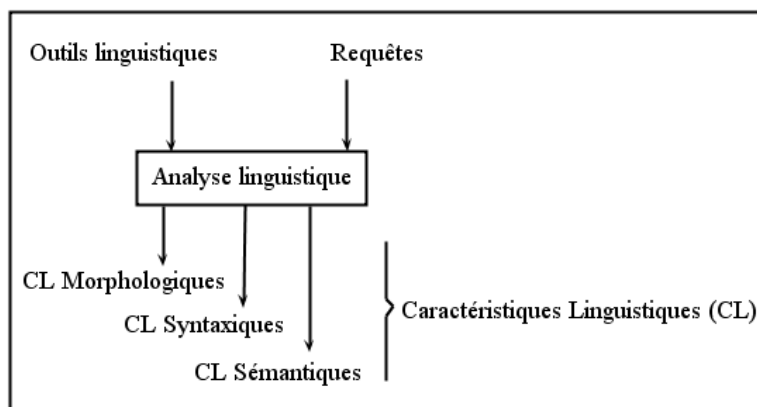 Outils linguistiques
Requêtes
Analyse linguistique
CL Morphologiques
CL Syntaxiques
Caractéristiques Linguistiques (CL)
CL Sémantiques